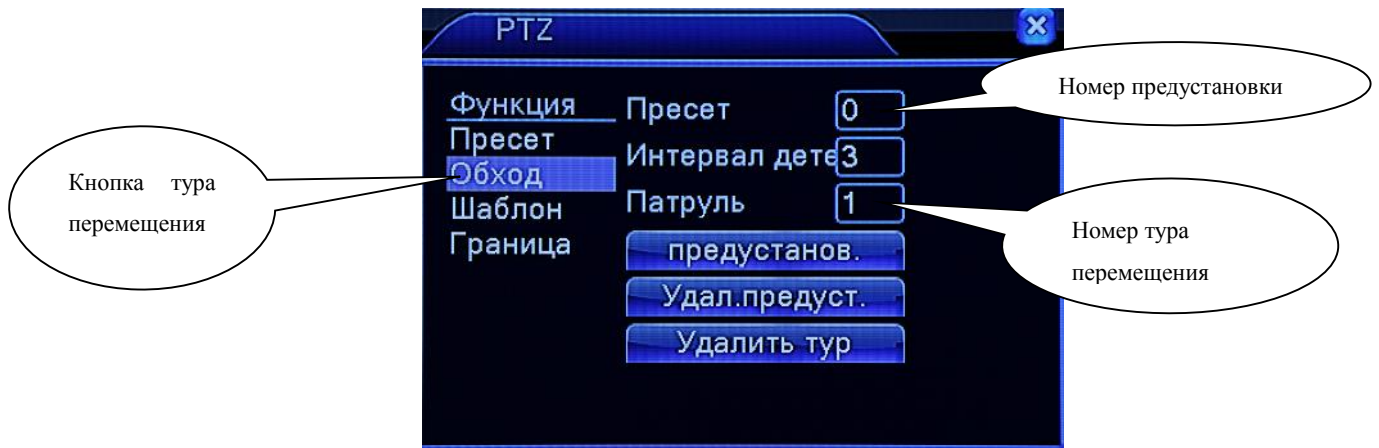 PTZ
Номер предустановки
Функция
Пресет 0
Пресет
Интервал дете 3
Обход
Кнопка тура
перемещения
Шаблон
Патруль 1
Граница
Номер тура
перемещения
предустанов.
Удал.предуст.
Удалить тур